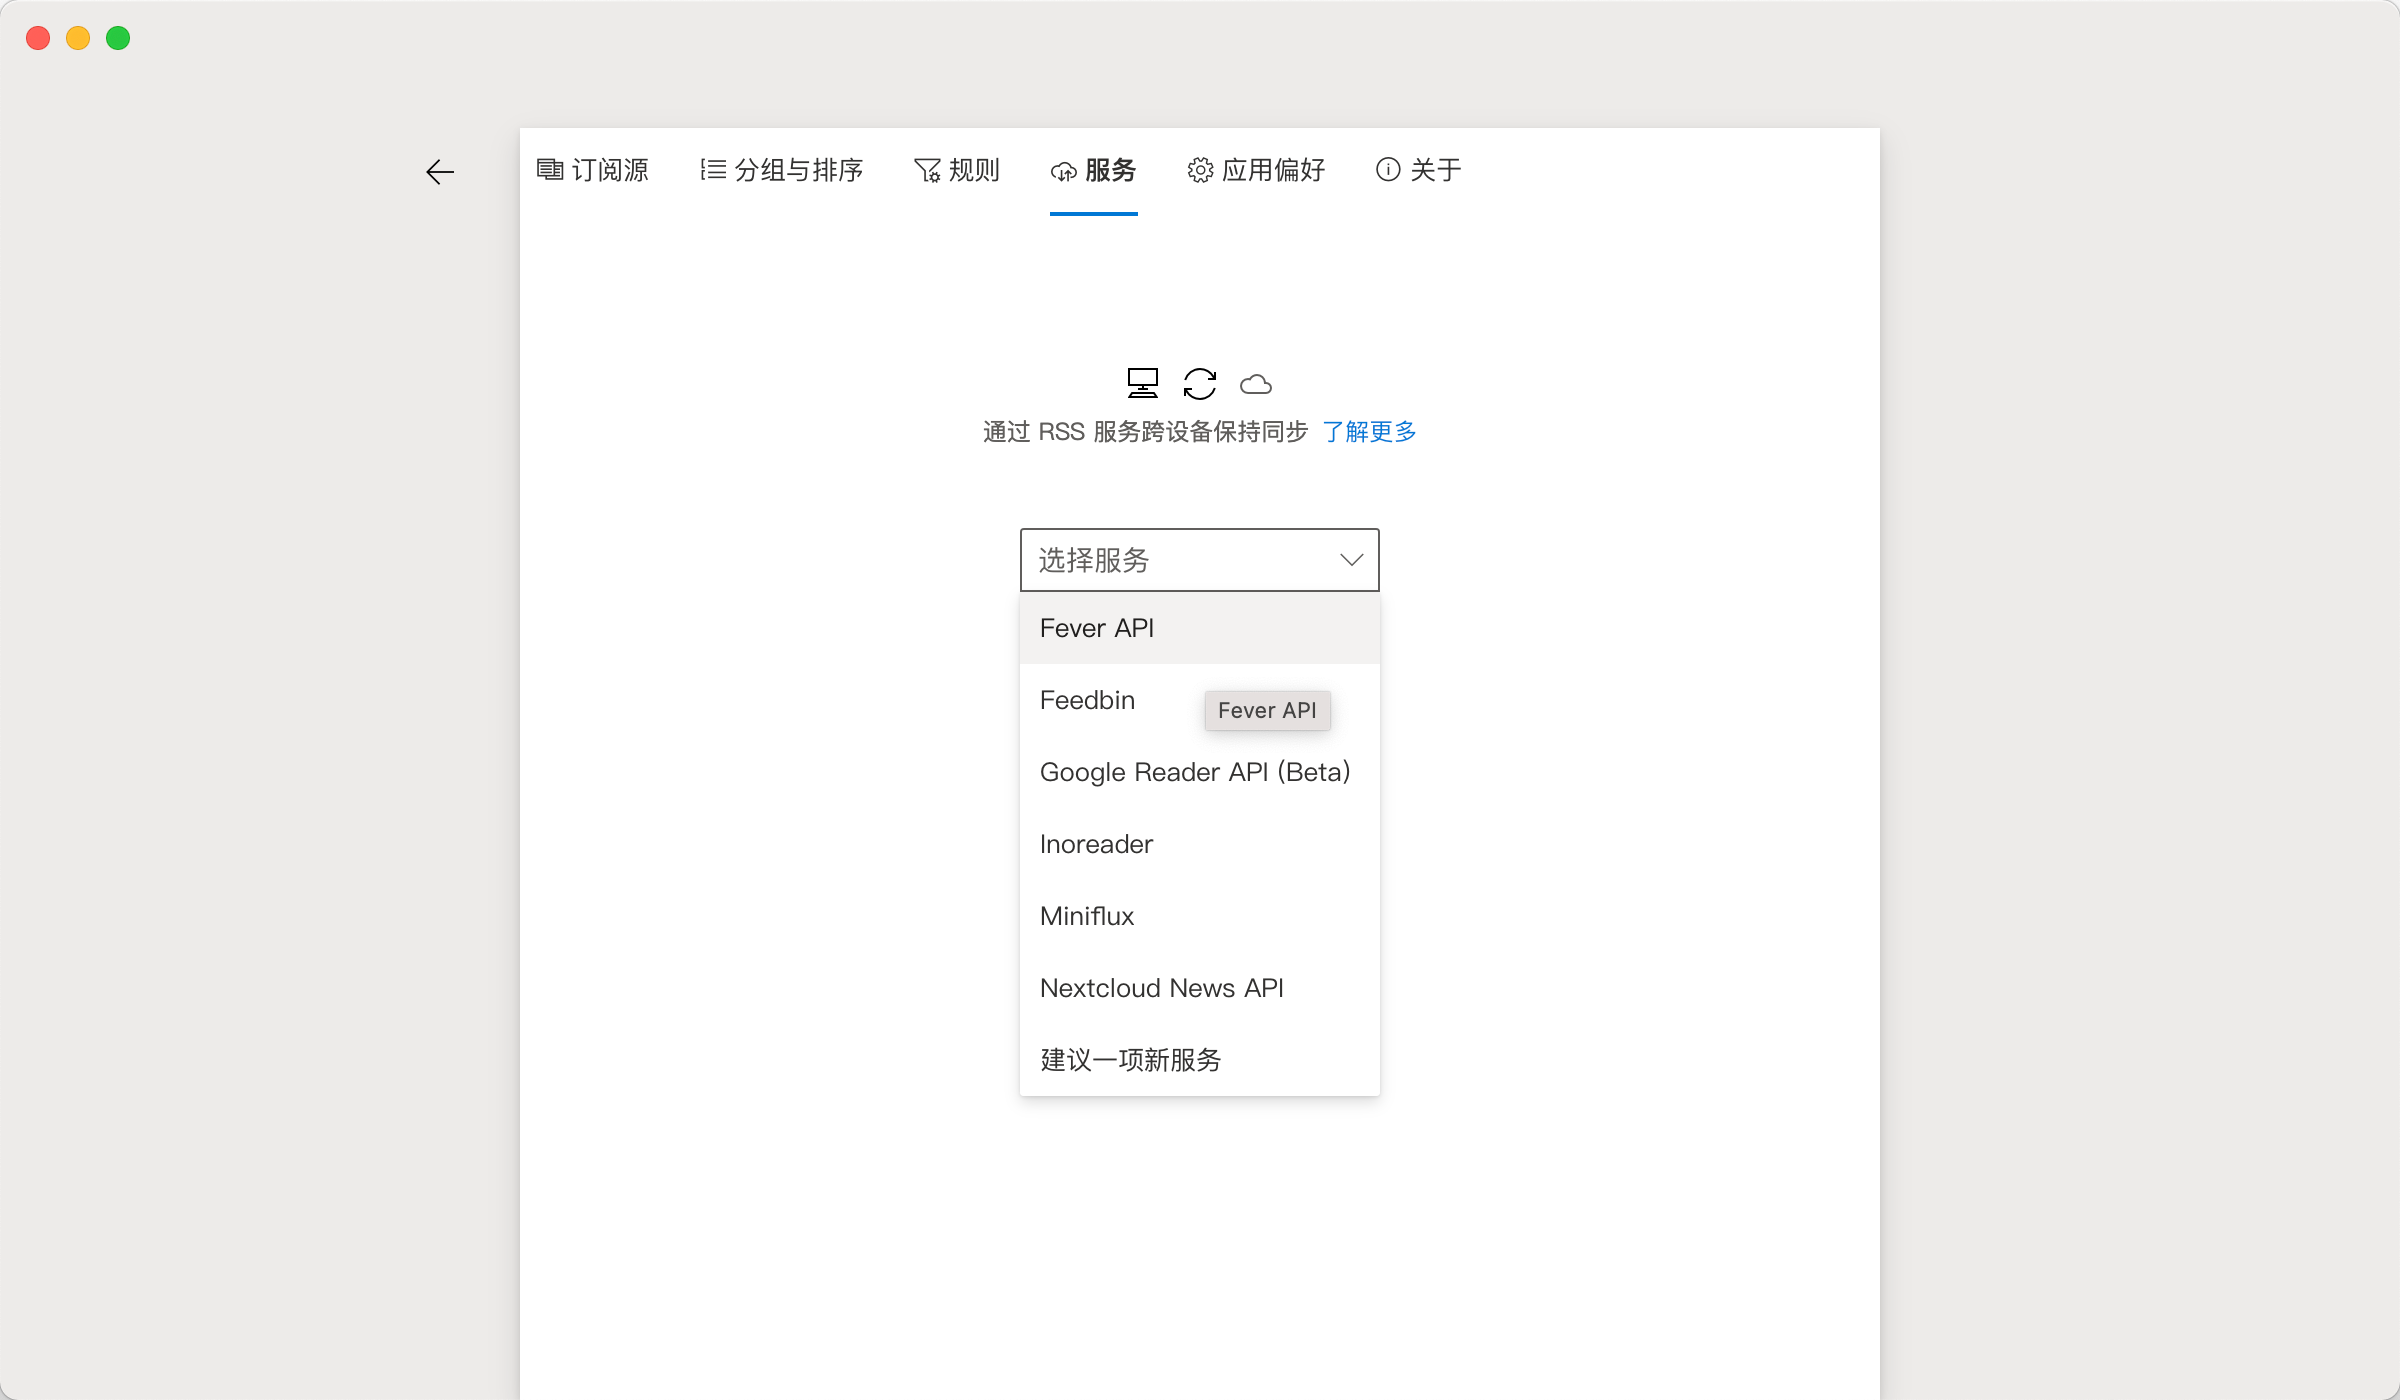 订阅源 分组与排序 规则 服务 应用偏好 关于
通过 RSS 服务跨设备保持同步 了解更多
选择服务
Fever API
Feedbin
Fever API
Google Reader API (Beta)
Inoreader
Miniflux
Nextcloud News API
建议一项新服务